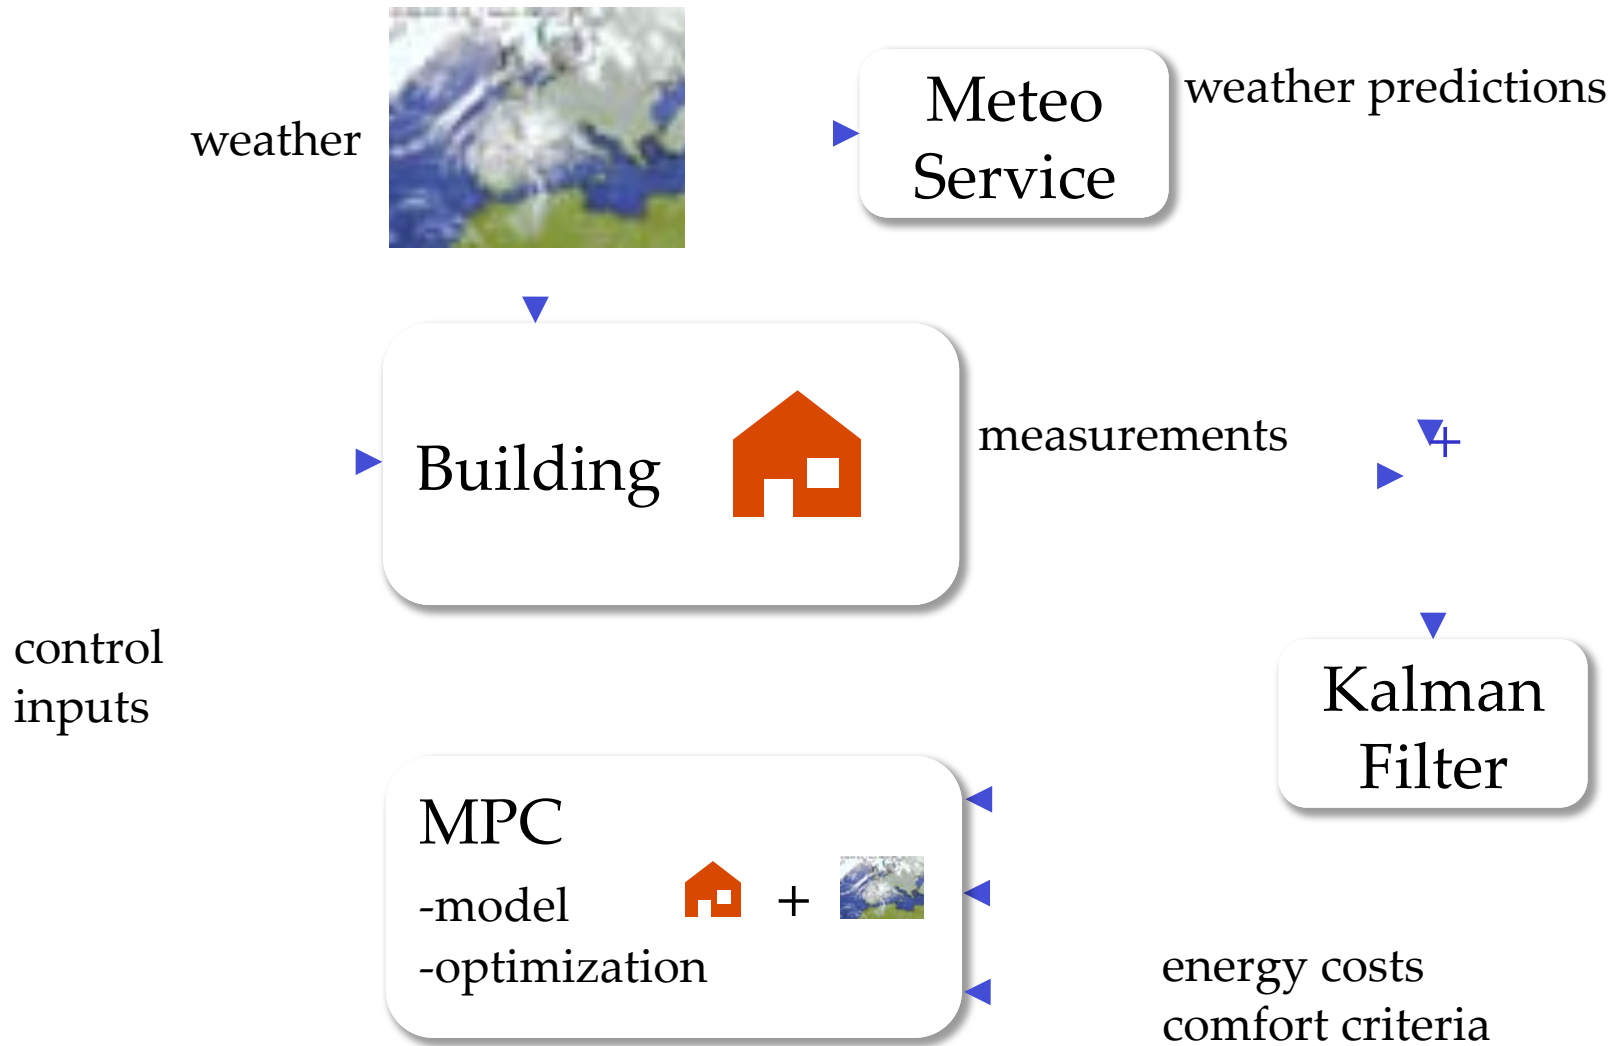 weather
Meteo
Service
weather predictions
Building
measurements
+
control
inputs
Kalman
Filter
MPC
-model
+
-optimization
energy costs
comfort criteria